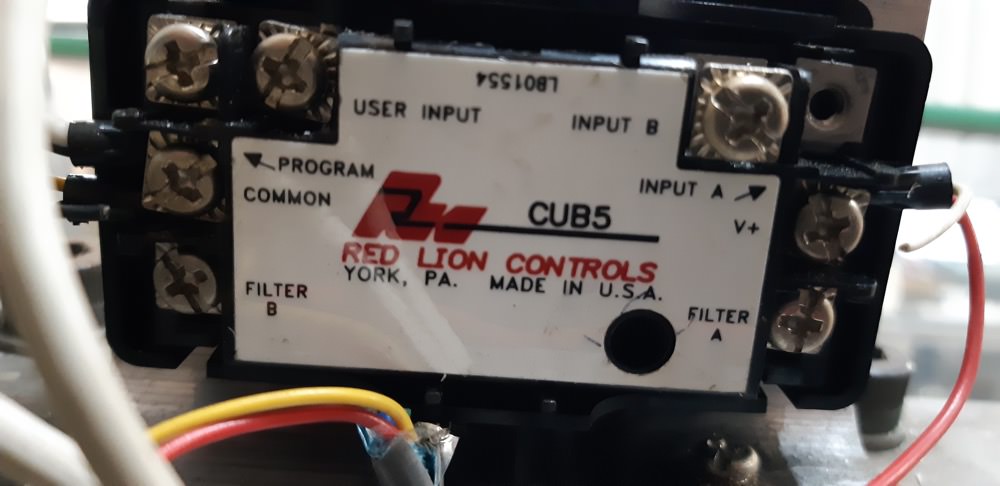 LB01554
USER INPUT
INPUT B
PROGRAM
COMMON
INPUT A
V+
CUB5
RED LION CONTROLS
YORK, PA. MADE IN U.S.A.
FILTER
B
FILTER
A